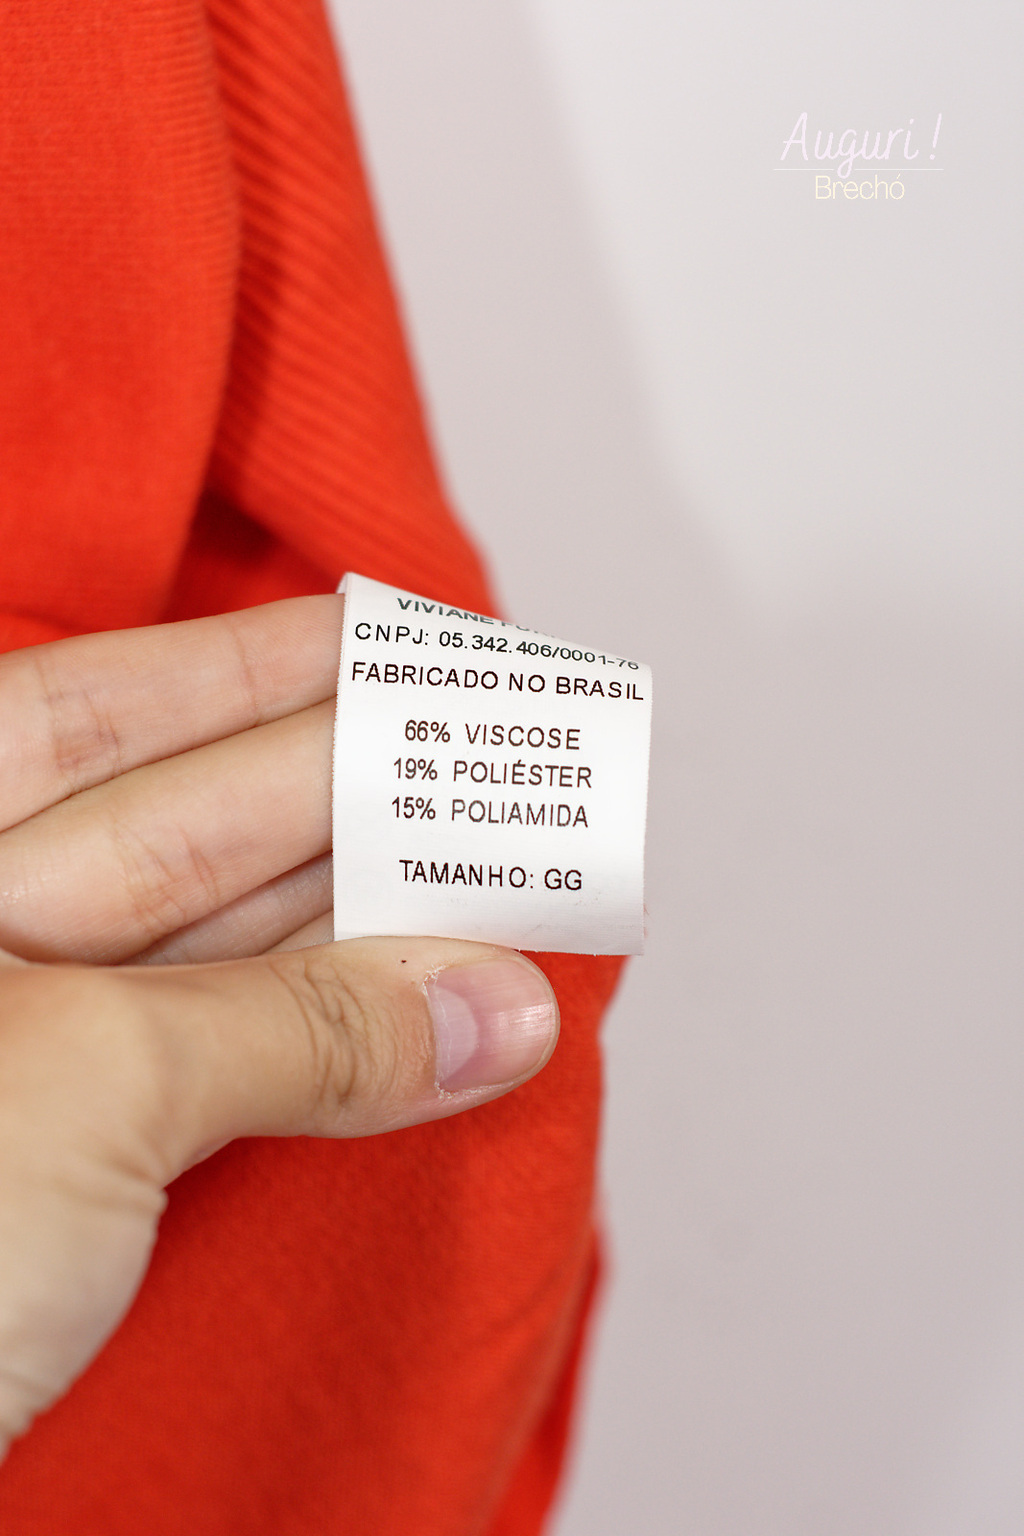 Auguri!
Brechó
VIVIANE
CNPJ: 05.342.406/0001-76
FABRICADO NO BRASIL
66% VISCOSE
19% POLIÉSTER
15% POLIAMIDA
TAMANHO: GG